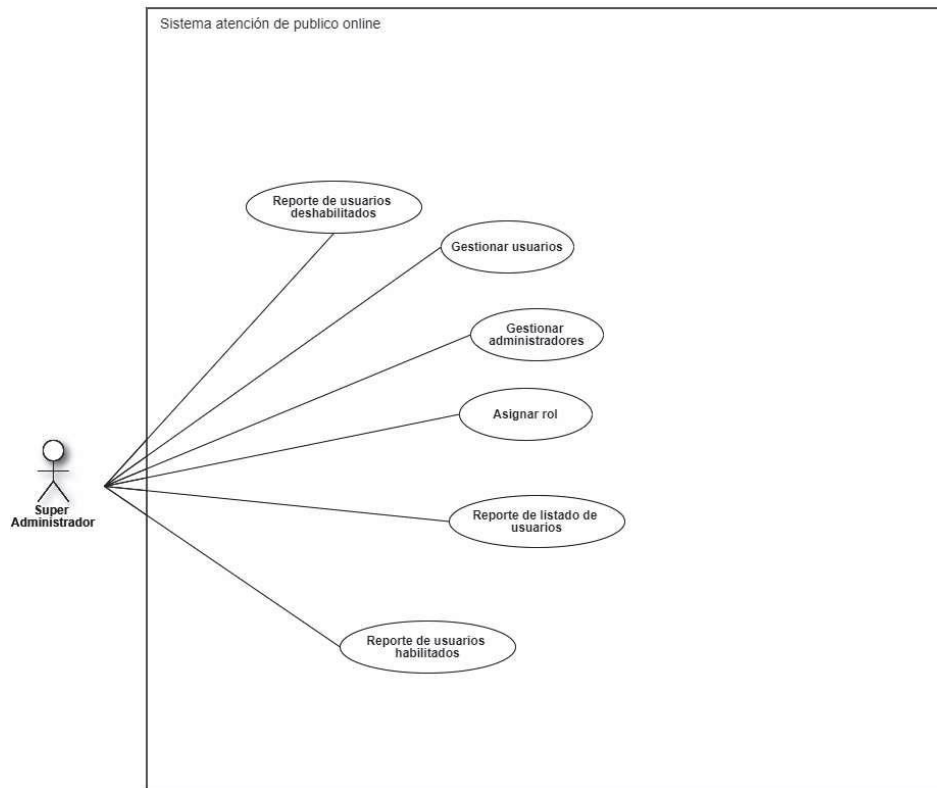 Sistema atención de publico online
Reporte de usuarios
deshabilitados
Gestionar usuarios
Gestionar
administradores
Asignar rol
Super
Administrador
Reporte de listado de
usuarios
Reporte de usuarios
habilitados